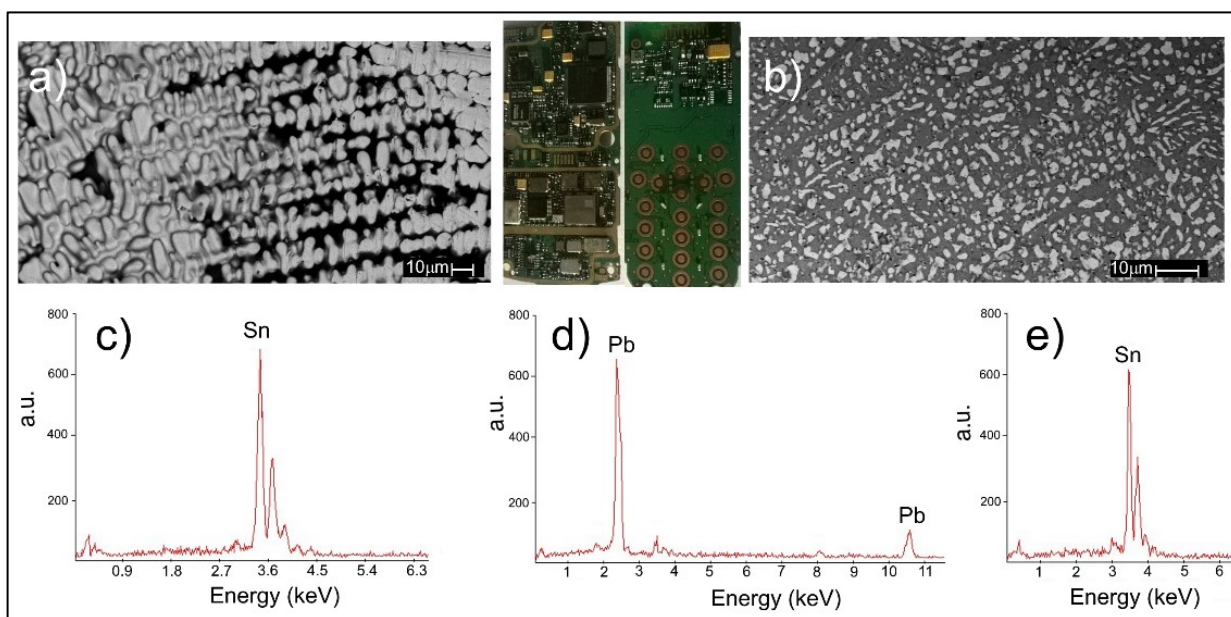 a)
10μm
b)
10μm
c)
Sn
800
600
400
200
a.u.
0.9 1.8 2.7 3.6 4.5 5.4 6.3
Energy (keV)
d)
Pb
Pb
800
600
400
200
a.u.
1 2 3 4 5 6 7 8 9 10 11
Energy (keV)
e)
Sn
800
600
400
200
a.u.
1 2 3 4 5 6
Energy (keV)